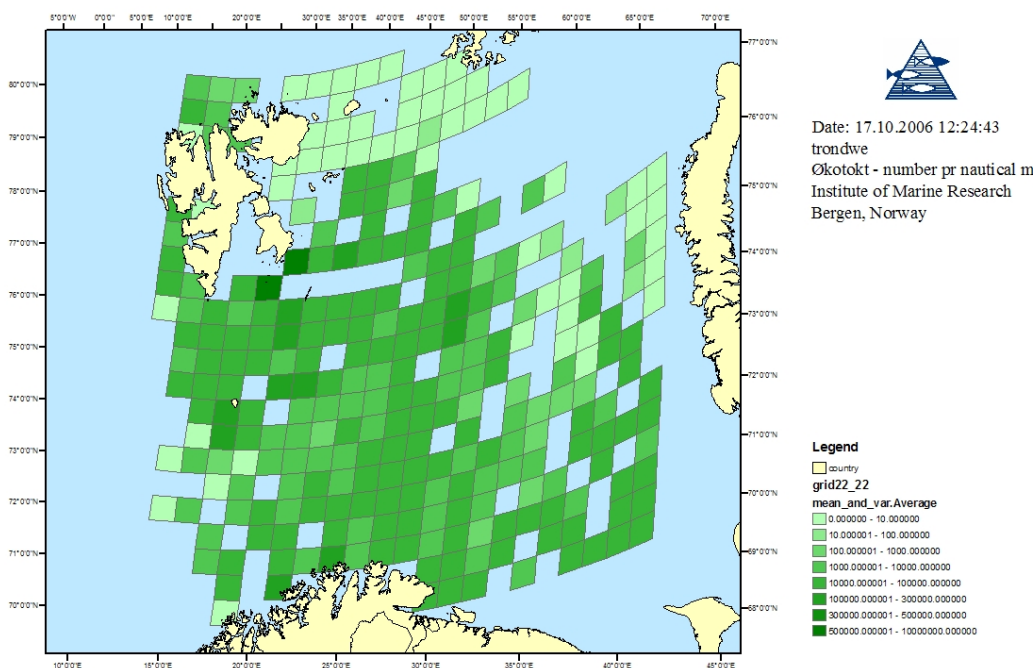 5°0'0"W 0°0'0" 5°0'0"E 10°0'0"E 15°0'0"E 20°0'0"E 30°0'0"E 35°0'0"E 40°0'0"E 45°0'0"E 50°0'0"E 55°0'0"E 60°0'0"E 65°0'0"E 70°0'0"E
80°0'0"N
79°0'0"N
78°0'0"N
77°0'0"N
76°0'0"N
75°0'0"N
74°0'0"N
73°0'0"N
72°0'0"N
71°0'0"N
70°0'0"N
77°0'0"N
76°0'0"N
75°0'0"N
74°0'0"N
73°0'0"N
72°0'0"N
71°0'0"N
70°0'0"N
69°0'0"N
68°0'0"N
10°0'0"E 15°0'0"E 20°0'0"E 25°0'0"E 30°0'0"E 35°0'0"E 40°0'0"E 45°0'0"E
Date: 17.10.2006 12:24:43
trondwe
Økotokt - number pr nautical m
Institute of Marine Research
Bergen, Norway
Legend
country
grid22_22
mean_and_var.Average
0.000000 - 10.000000
10.000001 - 100.000000
100.000001 - 1000.000000
1000.000001 - 10000.000000
10000.000001 - 100000.000000
100000.000001 - 300000.000000
300000.000001 - 500000.000000
500000.000001 - 1000000.000000